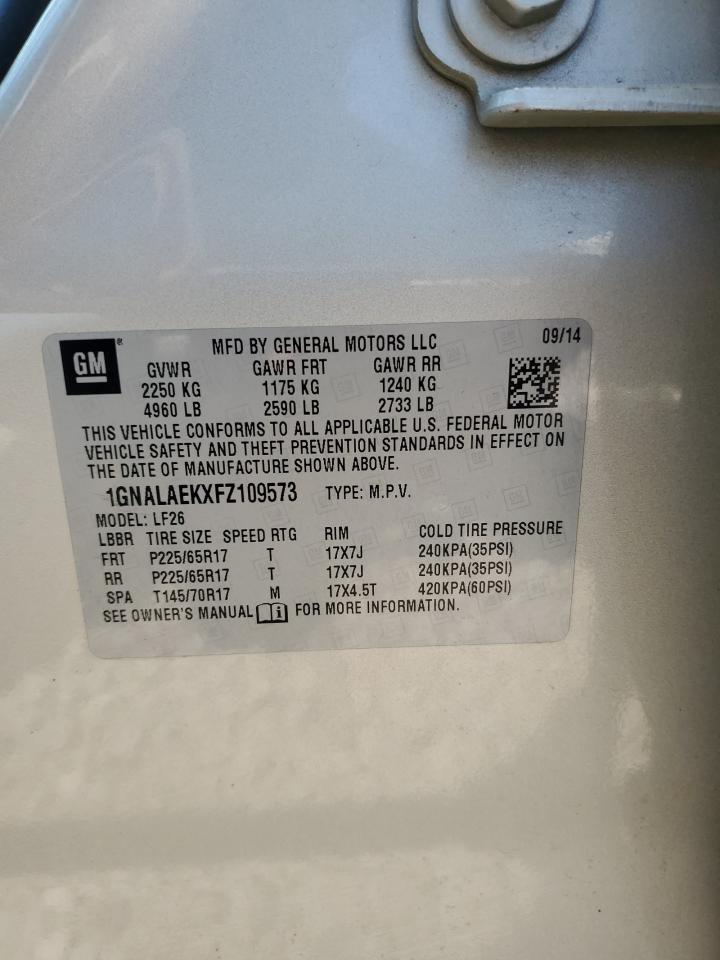 GM ®
MFD BY GENERAL MOTORS LLC 09/14
GVWR GAWR FRT GAWR RR
2250 KG 1175 KG 1240 KG
4960 LB 2590 LB 2733 LB
THIS VEHICLE CONFORMS TO ALL APPLICABLE U.S. FEDERAL MOTOR
VEHICLE SAFETY AND THEFT PREVENTION STANDARDS IN EFFECT ON
THE DATE OF MANUFACTURE SHOWN ABOVE.
1GNALAEKXFZ109573 TYPE: M.P.V.
MODEL: LF26
LBBR TIRE SIZE SPEED RTG RIM COLD TIRE PRESSURE
FRT P225/65R17 T 17X7J 240KPA(35PSI)
RR P225/65R17 T 17X7J 240KPA(35PSI)
SPA T145/70R17 M 17X4.5T 420KPA(60PSI)
SEE OWNER'S MANUAL i FOR MORE INFORMATION.